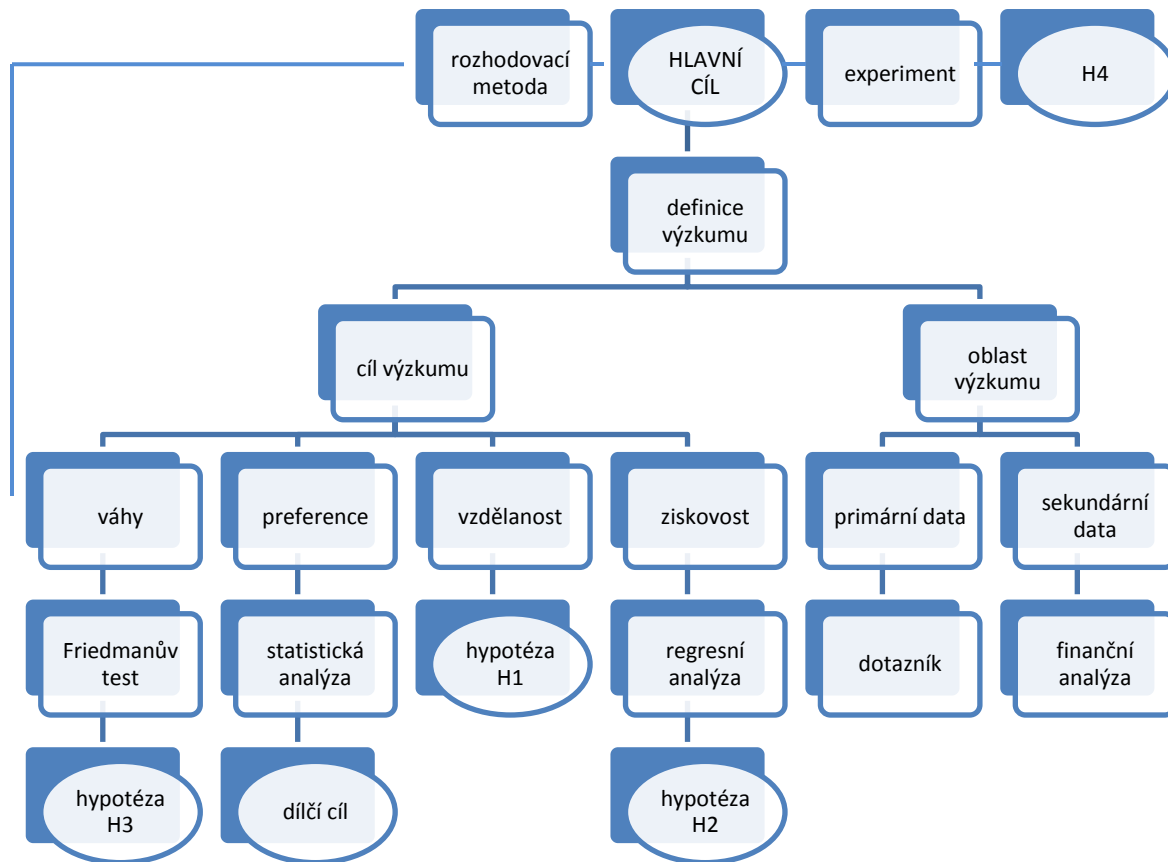 rozhodovací
metoda
HLAVNÍ
CÍL
experiment
H4
definice
výzkumu
cíl výzkumu
oblast
výzkumu
váhy
preference
vzdělanost
ziskovost
primární data
sekundární
data
Friedmanův
test
statistická
analýza
hypotéza
H1
regresní
analýza
dotazník
finanční
analýza
hypotéza
H3
dílčí cíl
hypotéza
H2